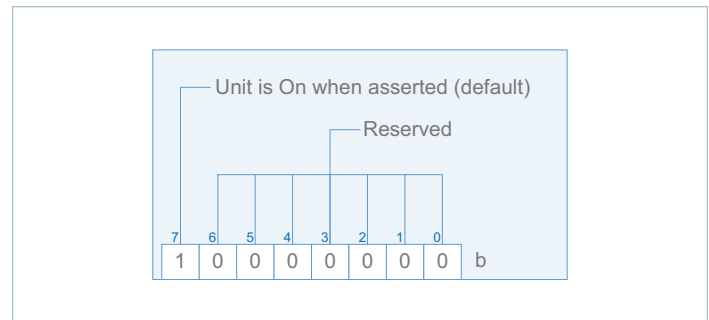 Unit is On when asserted (default)
Reserved
7 6 5 4 3 2 1 0
1 0 0 0 0 0 0 0 b